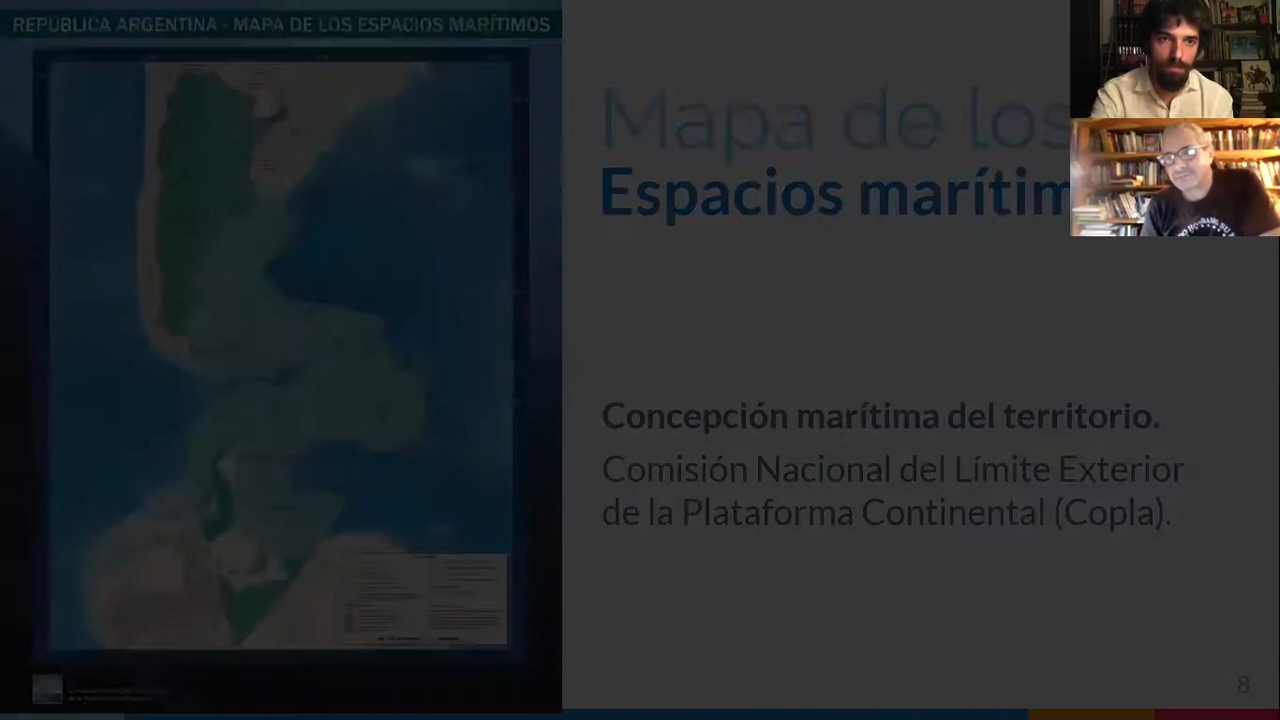 REPUBLICA ARGENTINA - MAPA DE LOS ESPACIOS MARÍTIMOS
Mapa de los
Espacios marítim
Concepción marítima del territorio.
Comisión Nacional del Límite Exterior
de la Plataforma Continental (Copla).
8